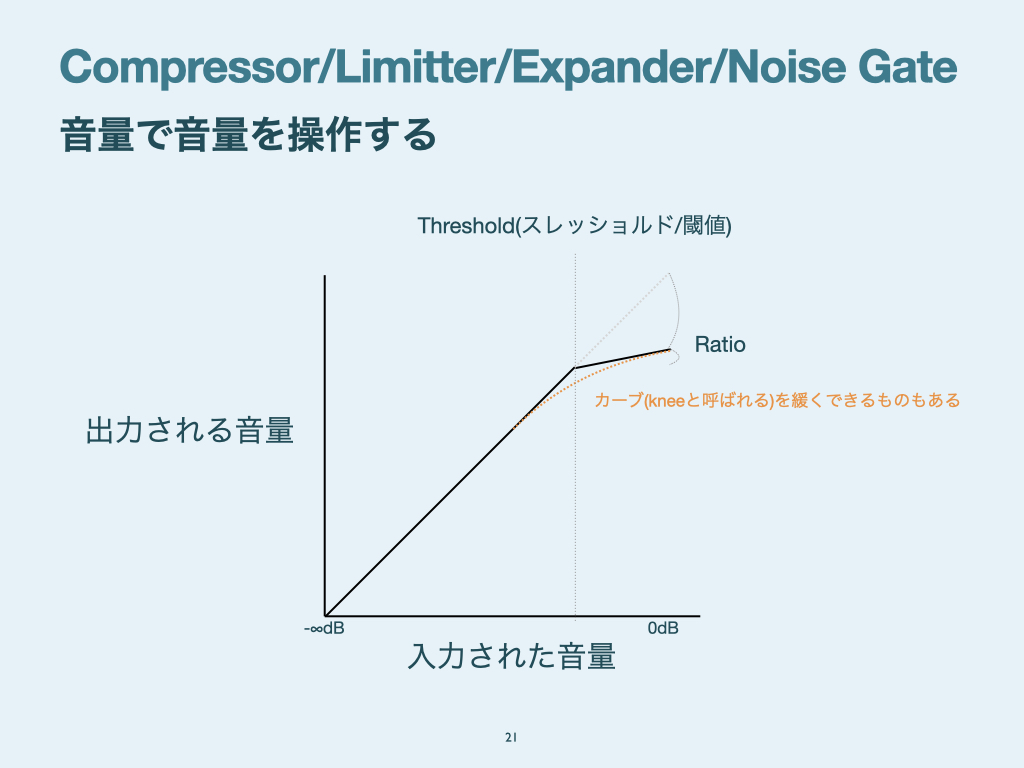 Compressor/Limitter/Expander/Noise Gate
音量で音量を操作する
Threshold(スレッショルド/閾値)
Ratio
カーブ(kneeと呼ばれる)を緩くできるものもある
出力される音量
-∞dB
0dB
入力された音量
21